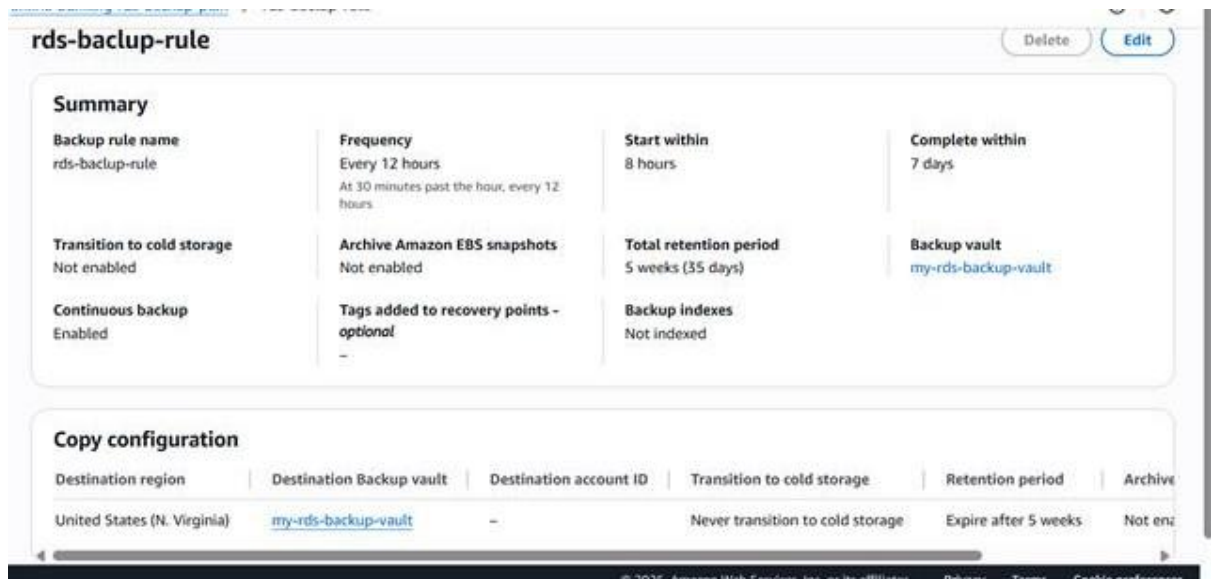 rds-baclup-rule
Delete
Edit
Summary
Backup rule name
rds-baclup-rule
Frequency
Every 12 hours
At 30 minutes past the hour, every 12
hours
Start within
8 hours
Complete within
7 days
Transition to cold storage
Not enabled
Archive Amazon EBS snapshots
Not enabled
Total retention period
5 weeks (35 days)
Backup vault
my-rds-backup-vault
Continuous backup
Enabled
Tags added to recovery points –
optional
–
Backup indexes
Not indexed
Copy configuration
Destination region
Destination Backup vault
Destination account ID
Transition to cold storage
Retention period
Archive
United States (N. Virginia)
my-rds-backup-vault
–
Never transition to cold storage
Expire after 5 weeks
Not ena
© 2026, Amazon Web Services, Inc. or its affiliates.
Privacy
Terms
Cookie preferences